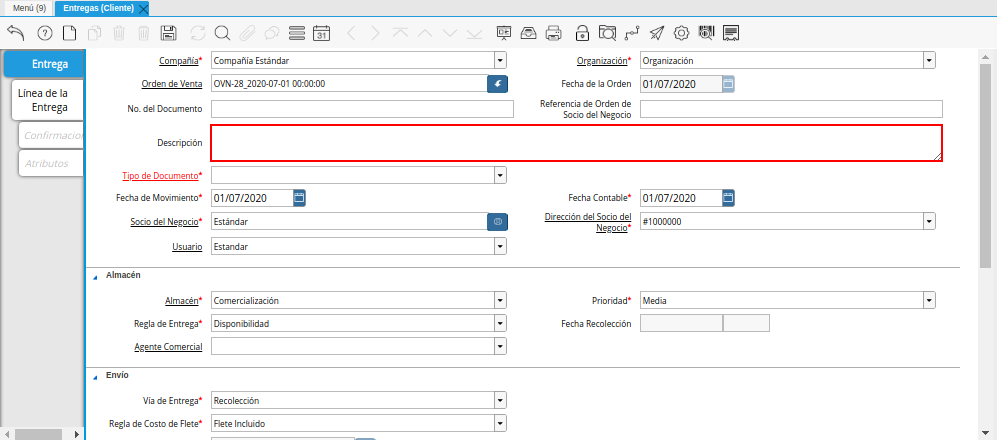 Menú (9) Entregas (Cliente)
31
Entrega
Línea de la
Entrega
Confirmacion
Atributos
Compañía* Compañía Estándar Organización* Organización
Orden de Venta OVN-28_2020-07-01 00:00:00 Fecha de la Orden 01/07/2020
No. del Documento Referencia de Orden de
Socio del Negocio
Descripción
Tipo de Documento*
Fecha de Movimiento* 01/07/2020 Fecha Contable* 01/07/2020
Socio del Negocio* Estándar Dirección del Socio del
Negocio* #1000000
Usuario Estandar
Almacén
Almacén* Comercialización Prioridad* Media
Regla de Entrega* Disponibilidad Fecha Recolección
Agente Comercial
Envío
Vía de Entrega* Recolección
Regla de Costo de Flete* Flete Incluido